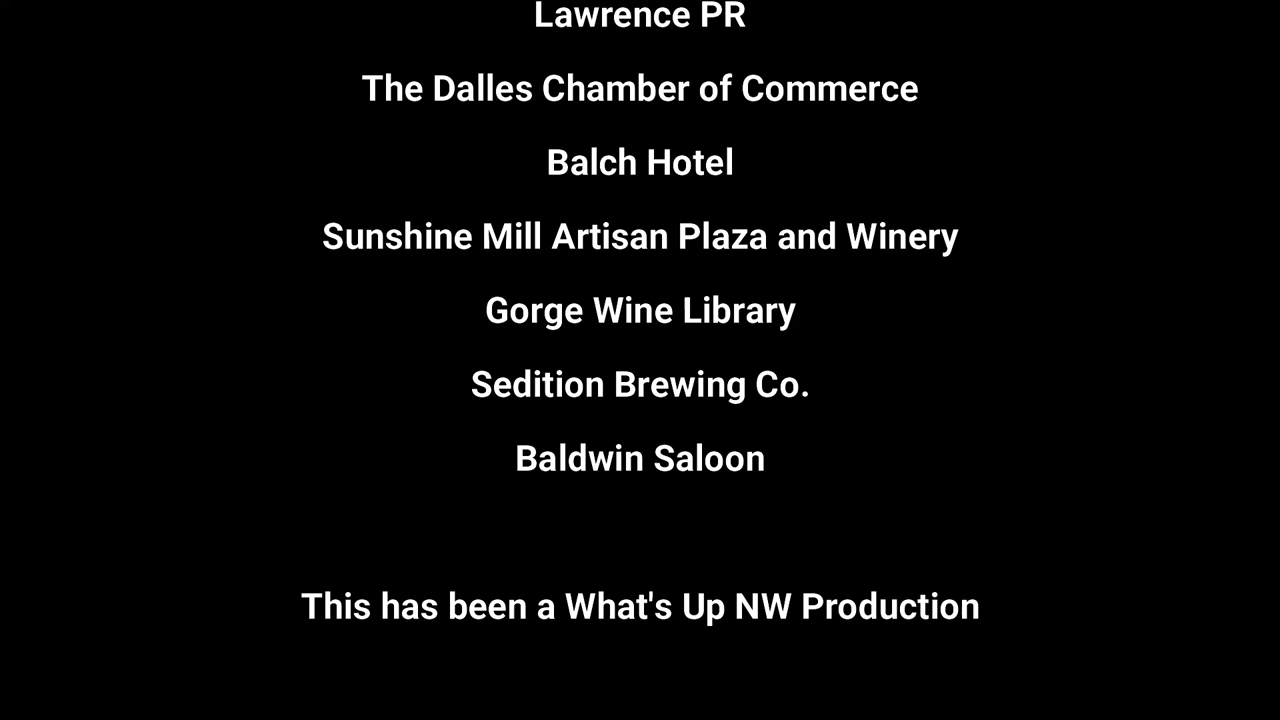 Lawrence PR
The Dalles Chamber of Commerce
Balch Hotel
Sunshine Mill Artisan Plaza and Winery
Gorge Wine Library
Sedition Brewing Co.
Baldwin Saloon
This has been a What's Up NW Production